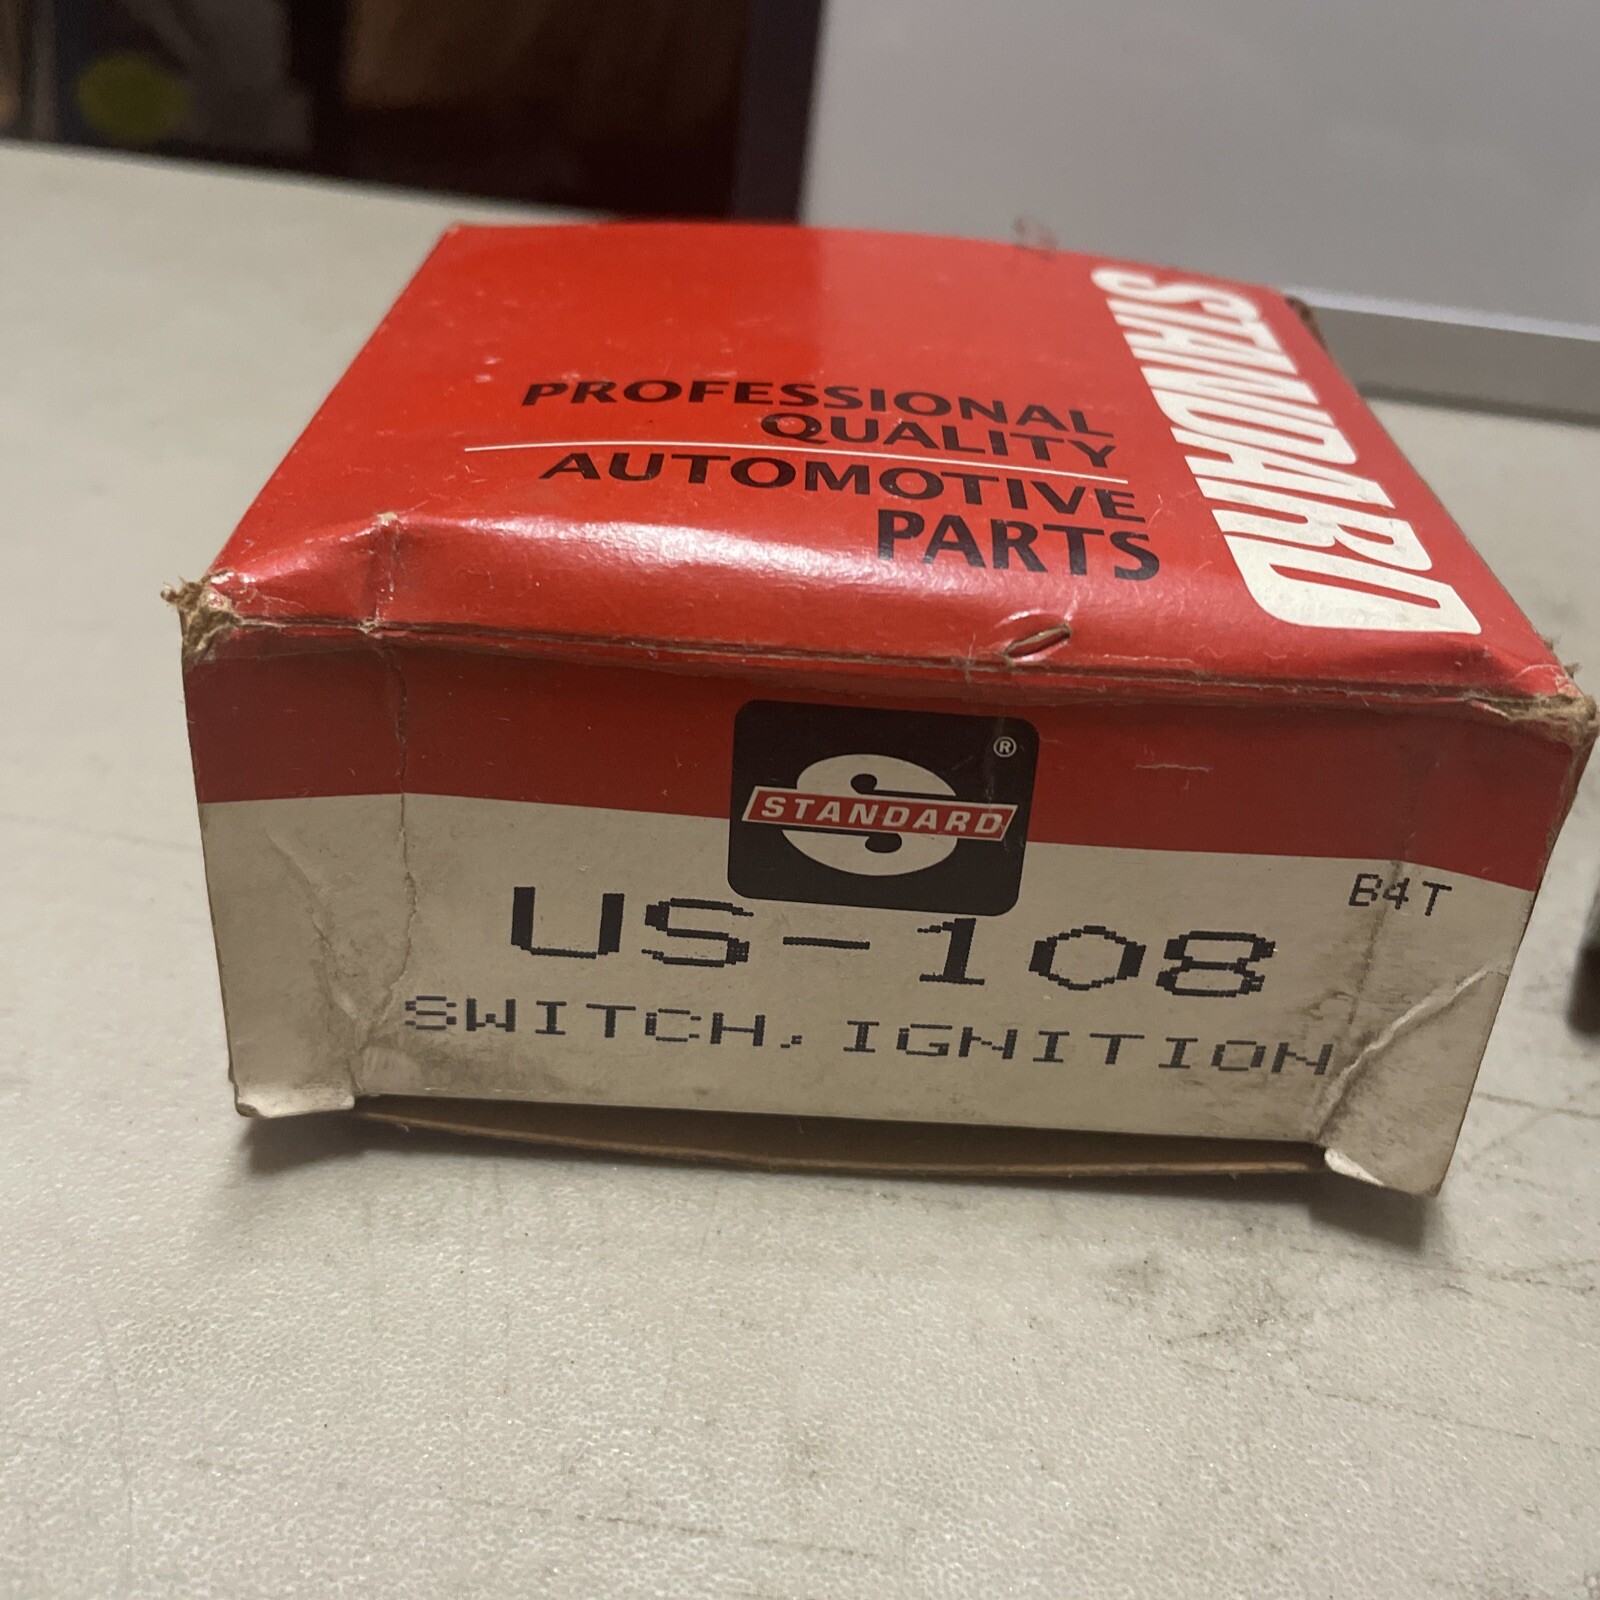 STANDARD
PROFESSIONAL
QUALITY
AUTOMOTIVE
PARTS
®
STANDARD
B4T
US-108
SWITCH, IGNITION